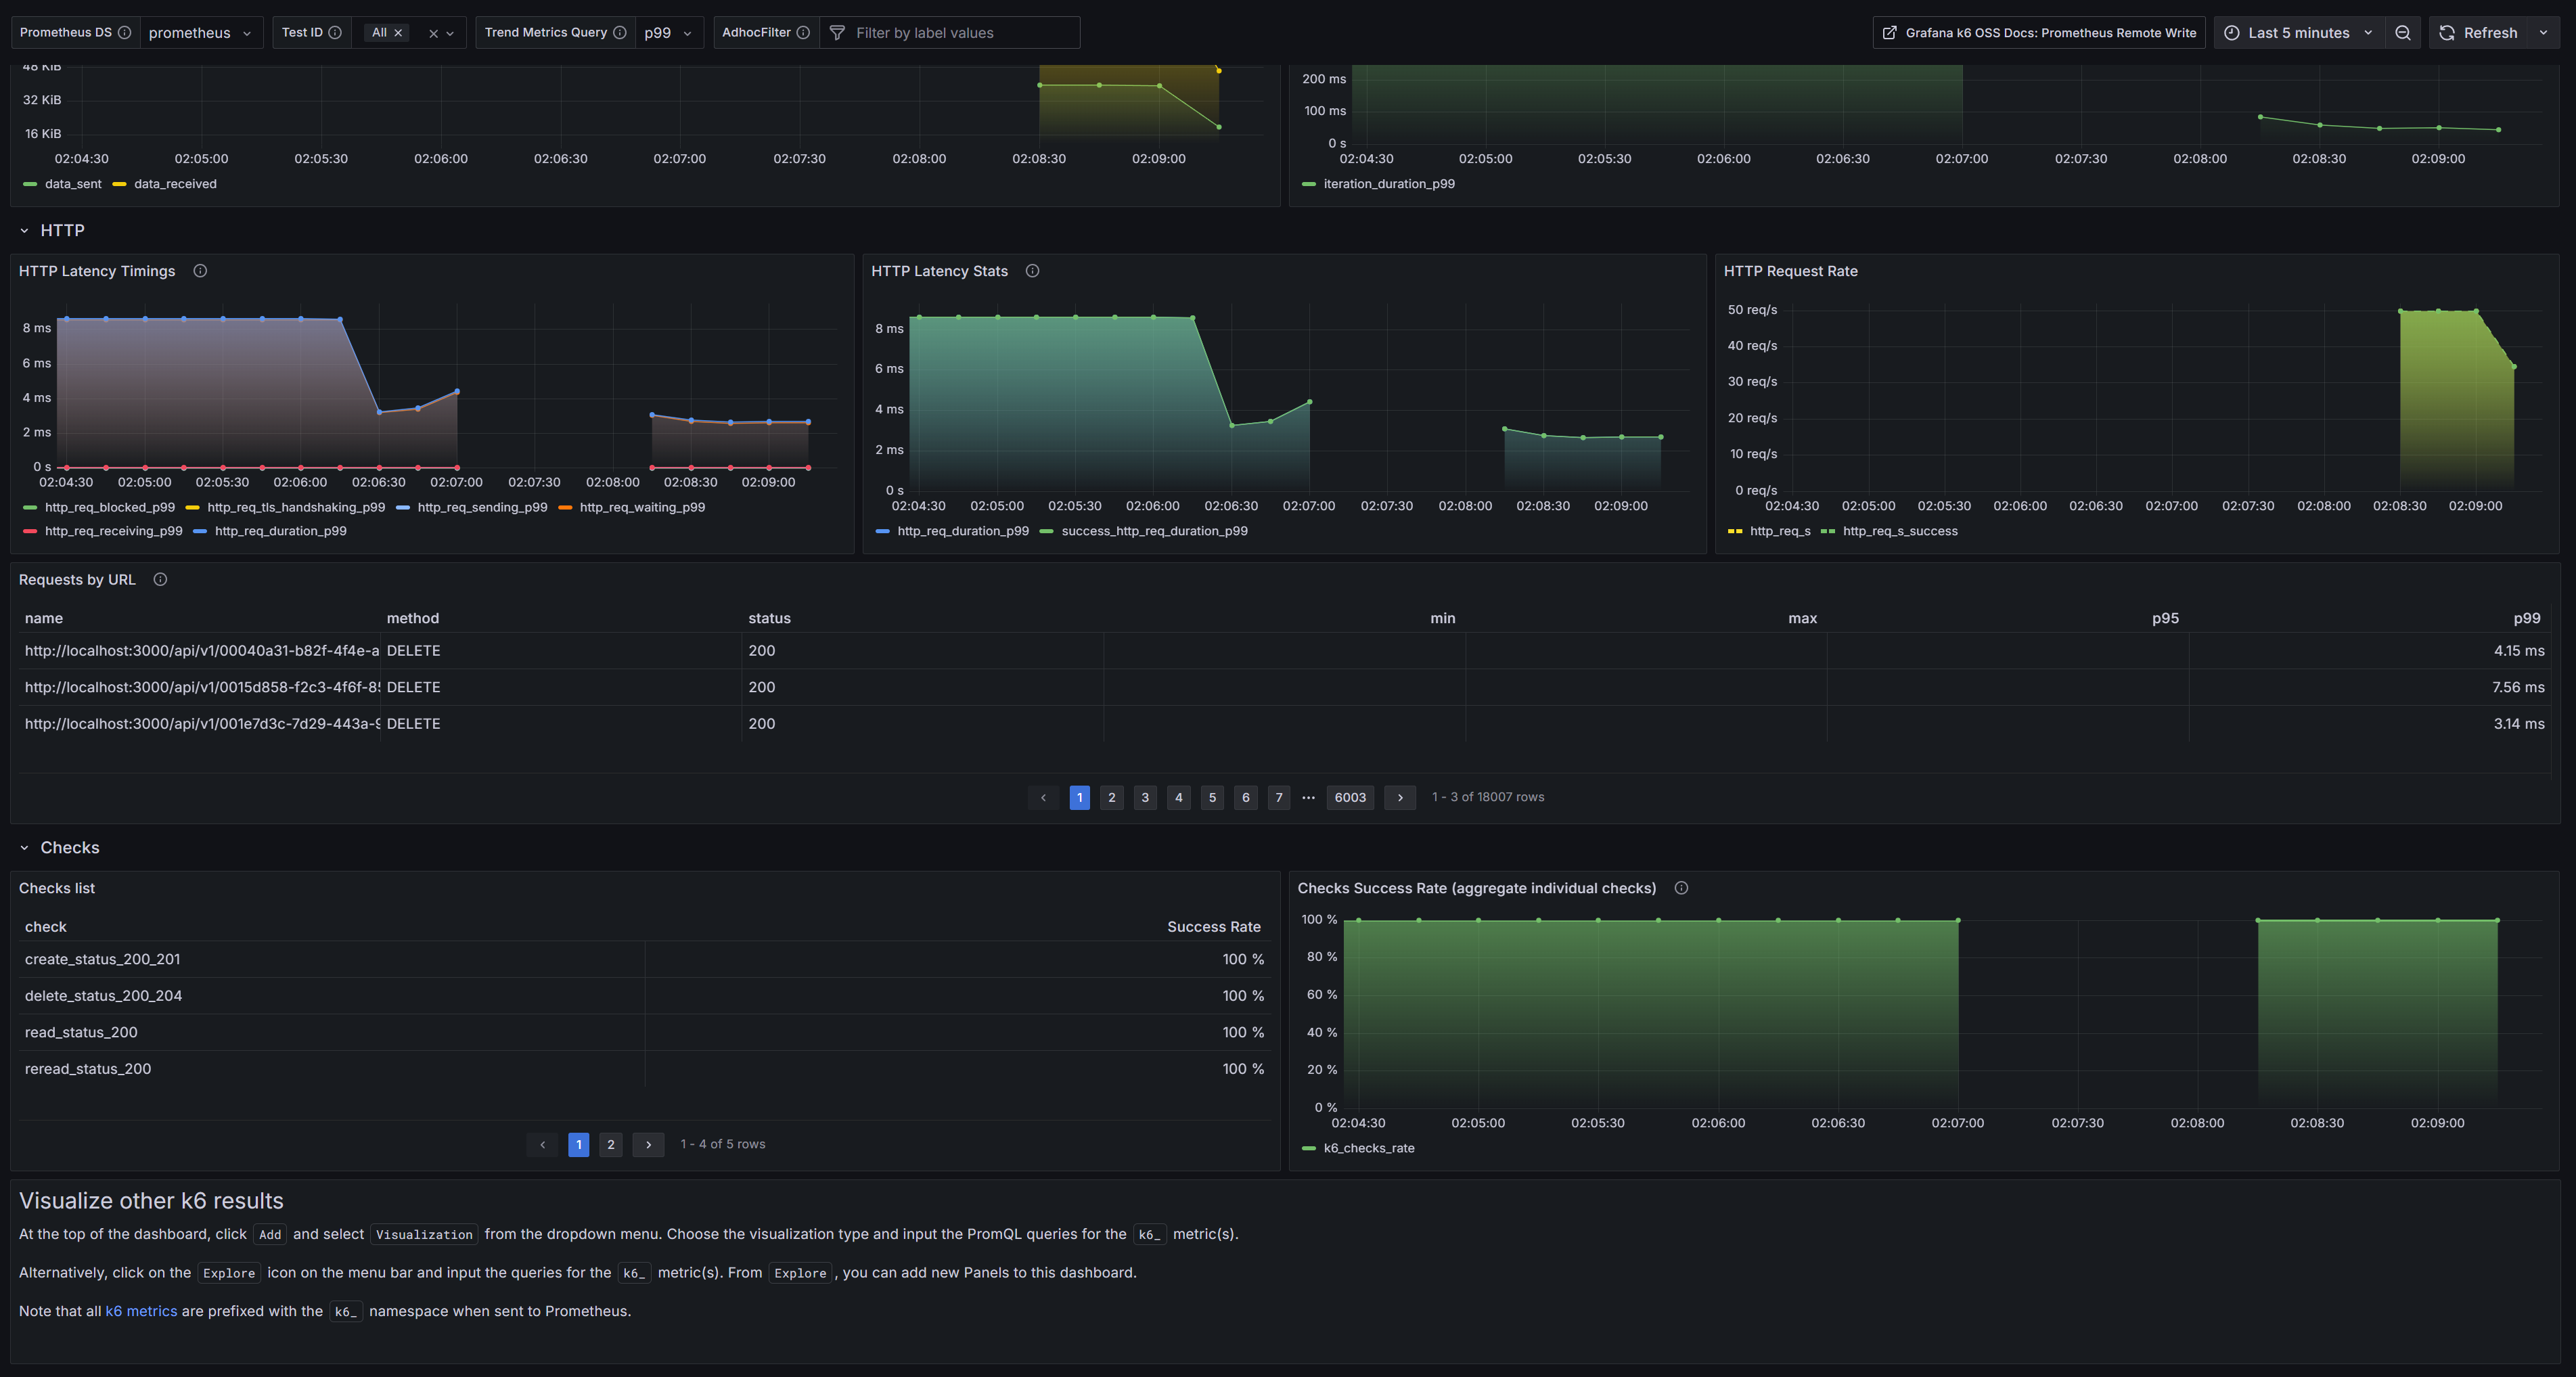 Prometheus DS prometheus Test ID All Trend Metrics Query p99 AdhocFilter Filter by label values Grafana k6 OSS Docs: Prometheus Remote Write Last 5 minutes Refresh
48 KiB
32 KiB
16 KiB
02:04:30 02:05:00 02:05:30 02:06:00 02:06:30 02:07:00 02:07:30 02:08:00 02:08:30 02:09:00
data_sent data_received
200 ms
100 ms
0 s
02:04:30 02:05:00 02:05:30 02:06:00 02:06:30 02:07:00 02:07:30 02:08:00 02:08:30 02:09:00
iteration_duration_p99
HTTP
HTTP Latency Timings
8 ms
6 ms
4 ms
2 ms
0 s
02:04:30 02:05:00 02:05:30 02:06:00 02:06:30 02:07:00 02:07:30 02:08:00 02:08:30 02:09:00
http_req_blocked_p99 http_req_tls_handshaking_p99 http_req_sending_p99 http_req_waiting_p99
http_req_receiving_p99 http_req_duration_p99
HTTP Latency Stats
8 ms
6 ms
4 ms
2 ms
0 s
02:04:30 02:05:00 02:05:30 02:06:00 02:06:30 02:07:00 02:07:30 02:08:00 02:08:30 02:09:00
http_req_duration_p99 success_http_req_duration_p99
HTTP Request Rate
50 req/s
40 req/s
30 req/s
20 req/s
10 req/s
0 req/s
02:04:30 02:05:00 02:05:30 02:06:00 02:06:30 02:07:00 02:07:30 02:08:00 02:08:30 02:09:00
http_req_s http_req_s_success
Requests by URL
name method status min max p95 p99
http://localhost:3000/api/v1/00040a31-b82f-4f4e-a DELETE 200 4.15 ms
http://localhost:3000/api/v1/0015d858-f2c3-4f6f-85 DELETE 200 7.56 ms
http://localhost:3000/api/v1/001e7d3c-7d29-443a-9 DELETE 200 3.14 ms
1 2 3 4 5 6 7 ··· 6003 1 - 3 of 18007 rows
Checks
Checks list
check Success Rate
create_status_200_201 100 %
delete_status_200_204 100 %
read_status_200 100 %
reread_status_200 100 %
1 2 1 - 4 of 5 rows
Checks Success Rate (aggregate individual checks)
100 %
80 %
60 %
40 %
20 %
0 %
02:04:30 02:05:00 02:05:30 02:06:00 02:06:30 02:07:00 02:07:30 02:08:00 02:08:30 02:09:00
k6_checks_rate
Visualize other k6 results
At the top of the dashboard, click Add and select Visualization from the dropdown menu. Choose the visualization type and input the PromQL queries for the k6_ metric(s).
Alternatively, click on the Explore icon on the menu bar and input the queries for the k6_ metric(s). From Explore, you can add new Panels to this dashboard.
Note that all k6 metrics are prefixed with the k6_ namespace when sent to Prometheus.